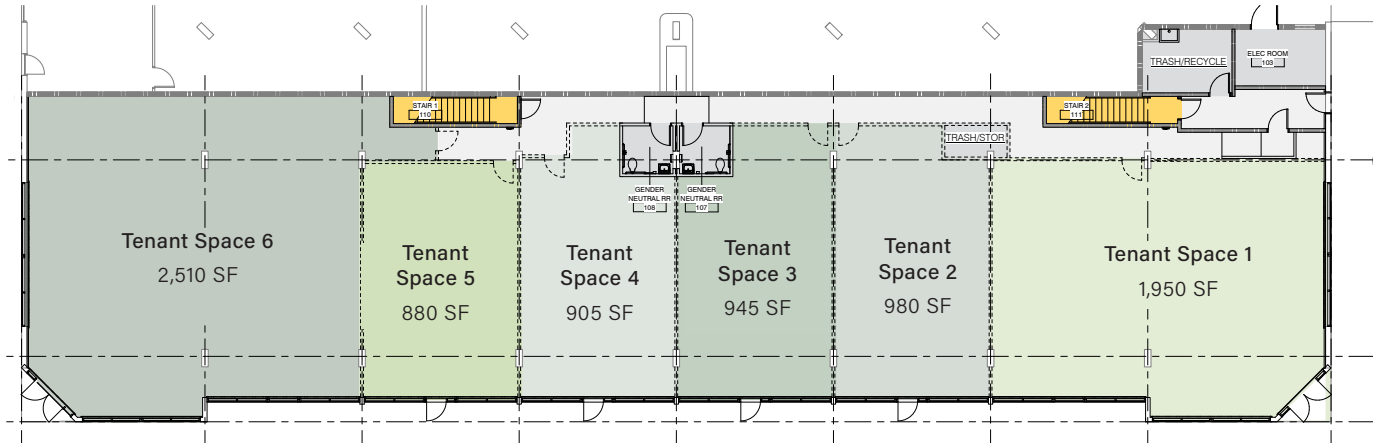 TRASH/RECYCLE
ELEC ROOM
103
STAIR 1
110
STAIR 2
111
TRASH/STOR
GENDER
NEUTRAL RR
108
GENDER
NEUTRAL RR
107
Tenant Space 6
2,510 SF
Tenant
Space 5
880 SF
Tenant
Space 4
905 SF
Tenant
Space 3
945 SF
Tenant
Space 2
980 SF
Tenant Space 1
1,950 SF